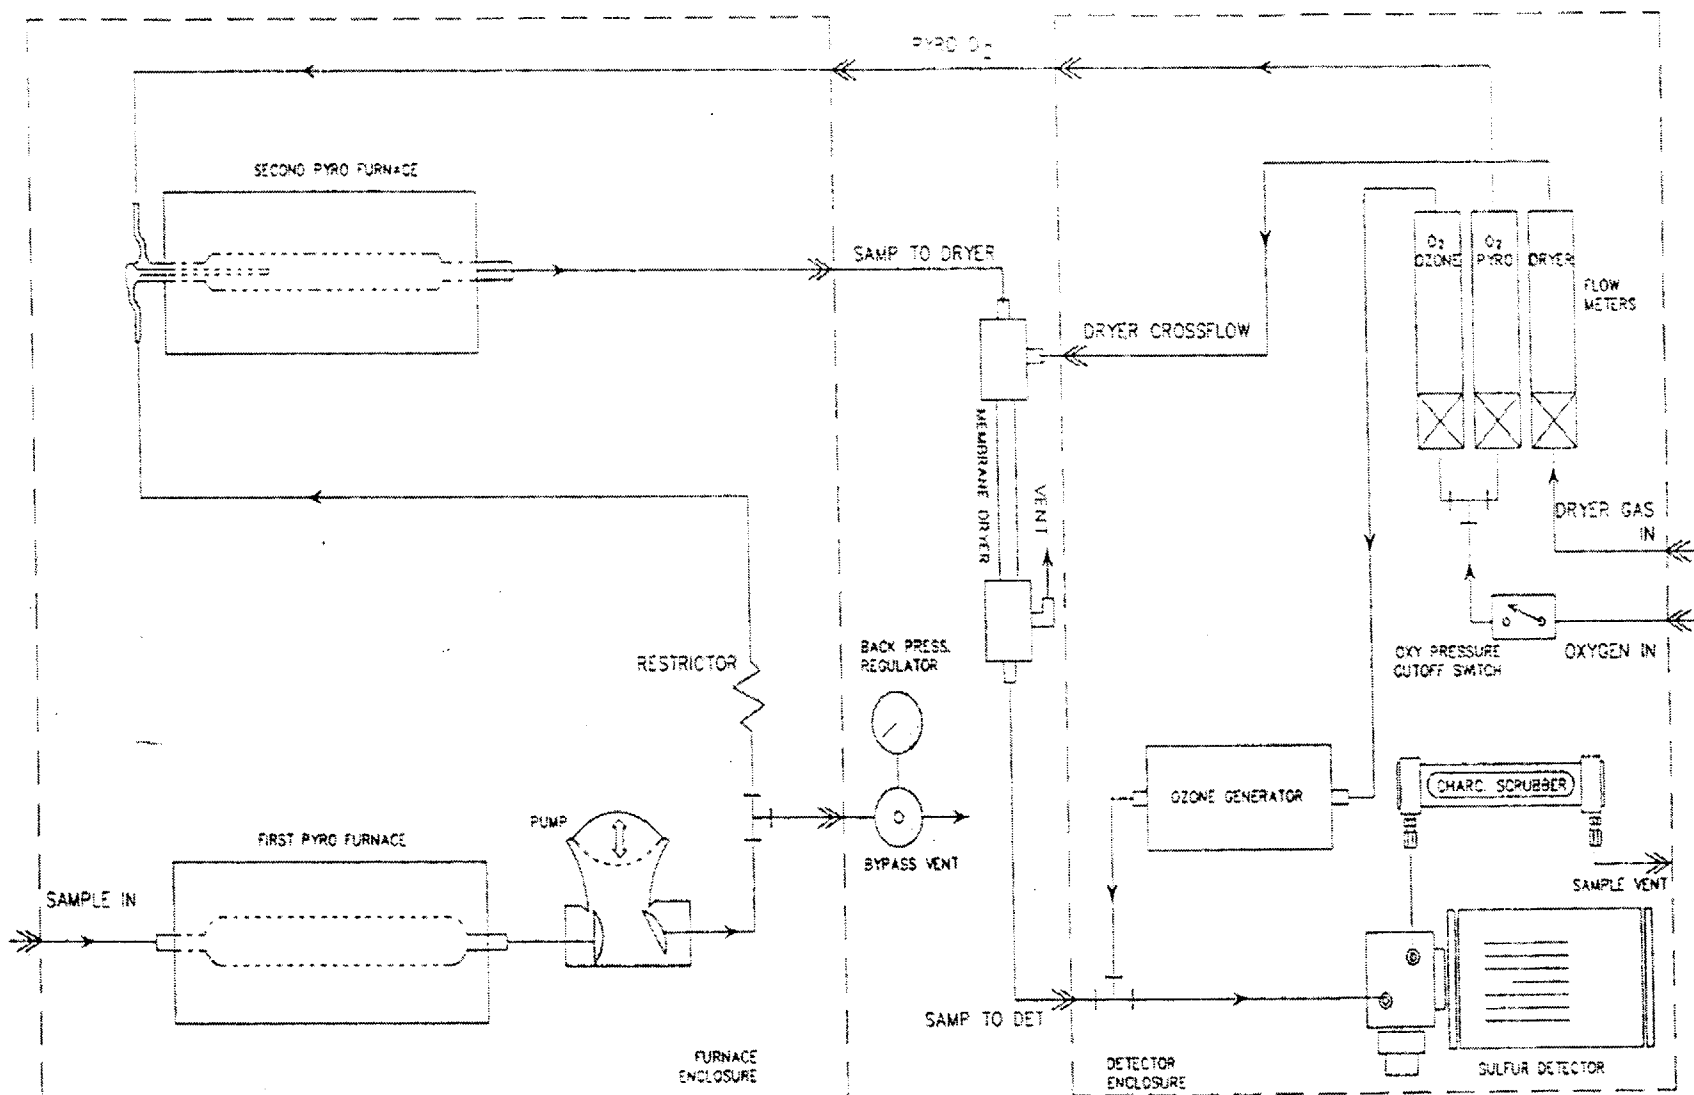 PYRO O2
SECOND PYRO FURNACE
SAMP TO DRYER
DRYER CROSSFLOW
O2
OZONE
O2
PYRO
DRYER
FLOW
METERS
MEMBRANE DRYER
VENT
DRYER GAS
IN
OXYGEN IN
OXY PRESSURE
CUTOFF SWITCH
RESTRICTOR
BACK PRESS.
REGULATOR
BYPASS VENT
PUMP
FIRST PYRO FURNACE
SAMPLE IN
OZONE GENERATOR
CHARC. SCRUBBER
SAMPLE VENT
SAMP TO DET
SULFUR DETECTOR
FURNACE
ENCLOSURE
DETECTOR
ENCLOSURE